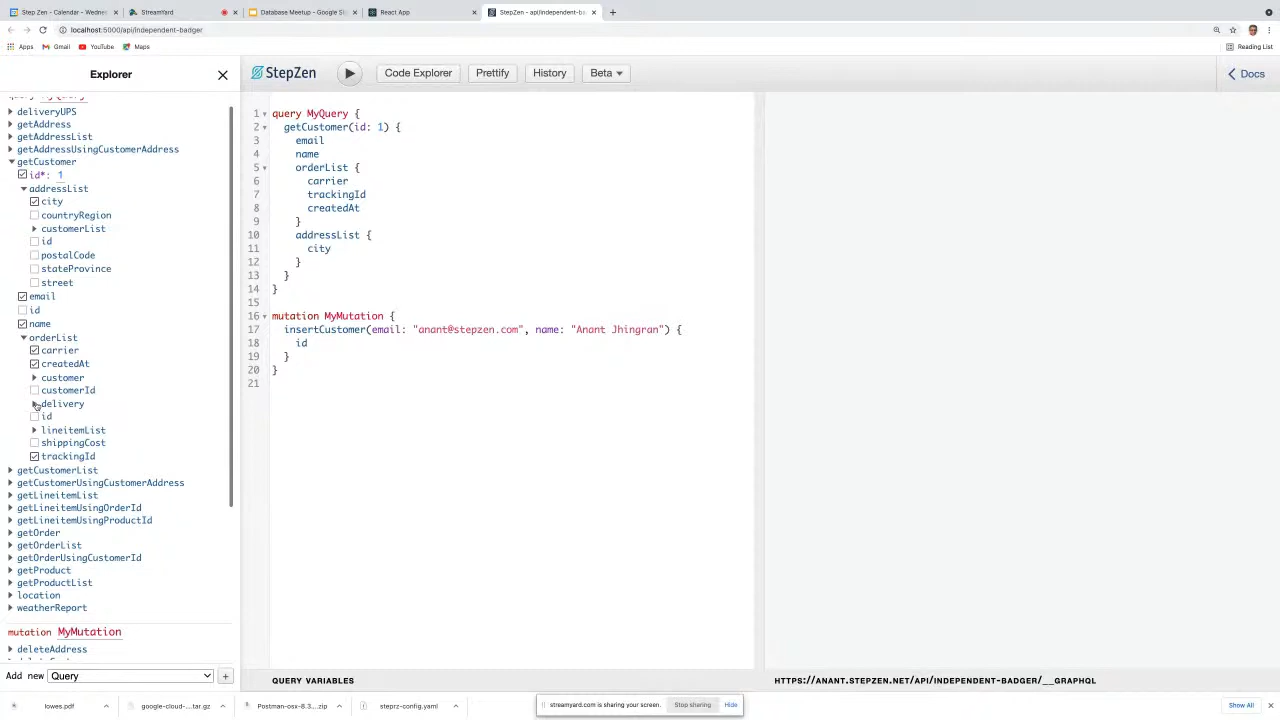 Step Zen - Calendar - Wedne
StreamYard
Database Meetup - Google Sli
React App
StepZen - api/independent-ba
localhost:5000/api/independent-badger
Apps
Gmail
YouTube
Maps
Reading List
Explorer
StepZen
Code Explorer
Prettify
History
Beta
Docs
query MyQuery
deliveryUPS
getAddress
getAddressList
getAddressUsingCustomerAddress
getCustomer
id*: 1
addressList
city
countryRegion
customerList
id
postalCode
stateProvince
street
email
id
name
orderList
carrier
createdAt
customer
customerId
delivery
id
lineitemList
shippingCost
trackingId
getCustomerList
getCustomerUsingCustomerAddress
getLineitemList
getLineitemUsingOrderId
getLineitemUsingProductId
getOrder
getOrderList
getOrderUsingCustomerId
getProduct
getProductList
location
weatherReport
mutation MyMutation
deleteAddress
Add new Query +
1 query MyQuery {
2 getCustomer(id: 1) {
3 email
4 name
5 orderList {
6 carrier
7 trackingId
8 createdAt
9 }
10 addressList {
11 city
12 }
13 }
14 }
15
16 mutation MyMutation {
17 insertCustomer(email: "anant@stepzen.com", name: "Anant Jhingran") {
18 id
19 }
20 }
21
QUERY VARIABLES
HTTPS://ANANT.STEPZEN.NET/API/INDEPENDENT-BADGER/__GRAPHQL
lowes.pdf
google-cloud-....tar.gz
Postman-osx-8.3....zip
steprz-config.yaml
streamyard.com is sharing your screen.
Stop sharing
Hide
Show All